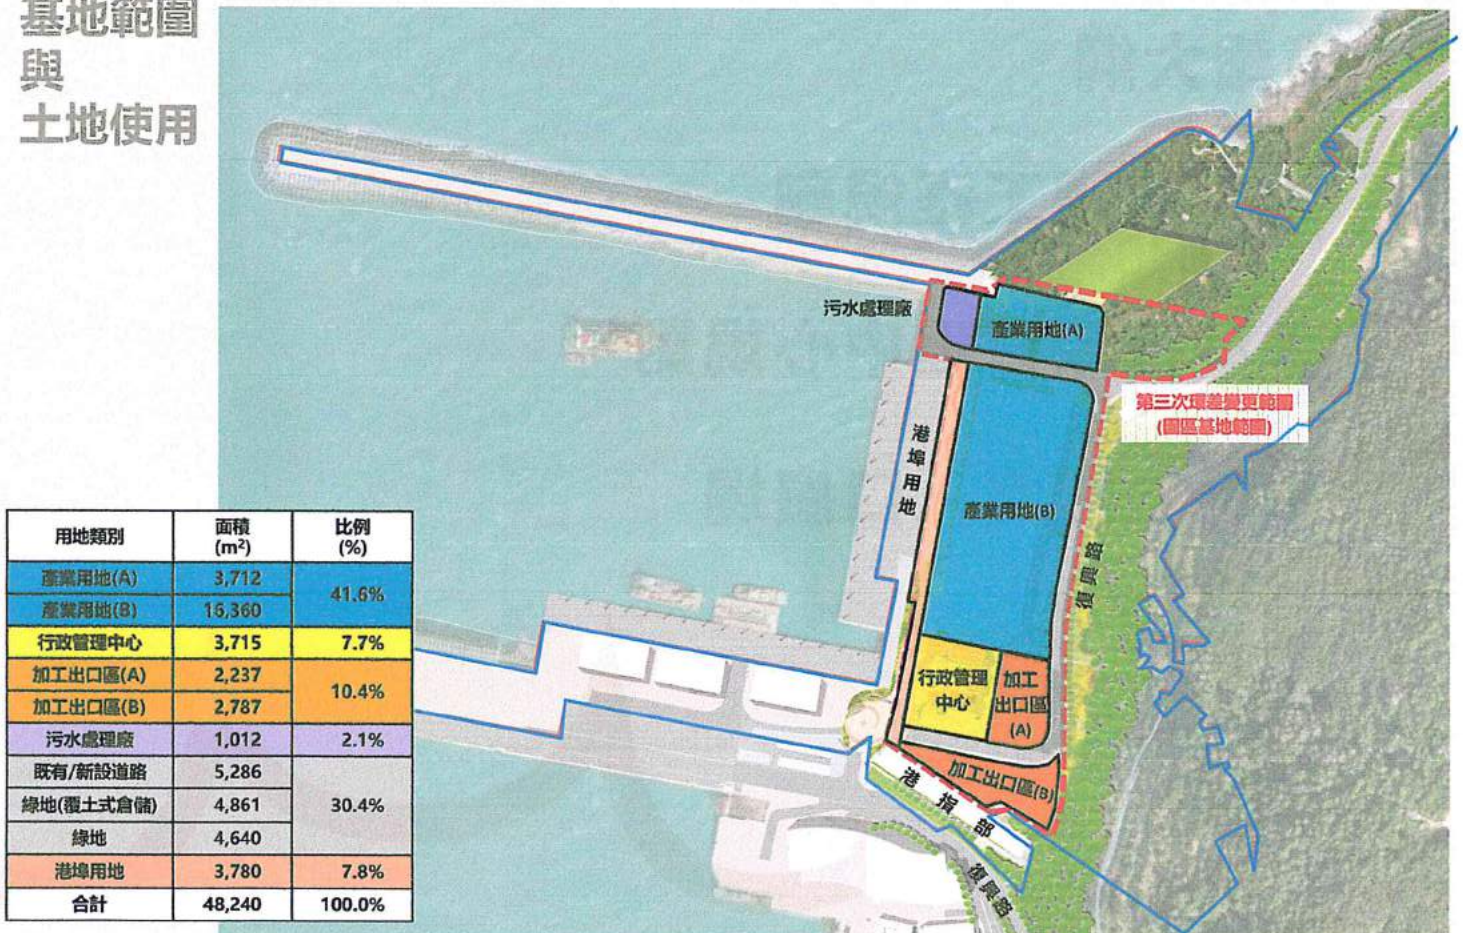 基地範圍
與
土地使用
污水處理廠
產業用地(A)
第三次環差變更範圍
(園區基地範圍)
港埠用地
產業用地(B)
復興路
行政管理
中心
加工
出口區
(A)
加工出口區(B)
港指部
復興路
用地類別 面積 (m²) 比例 (%)
產業用地(A) 3,712 41.6%
產業用地(B) 16,360
行政管理中心 3,715 7.7%
加工出口區(A) 2,237 10.4%
加工出口區(B) 2,787
污水處理廠 1,012 2.1%
既有/新設道路 5,286 30.4%
綠地(覆土式倉儲) 4,861
綠地 4,640
港埠用地 3,780 7.8%
合計 48,240 100.0%